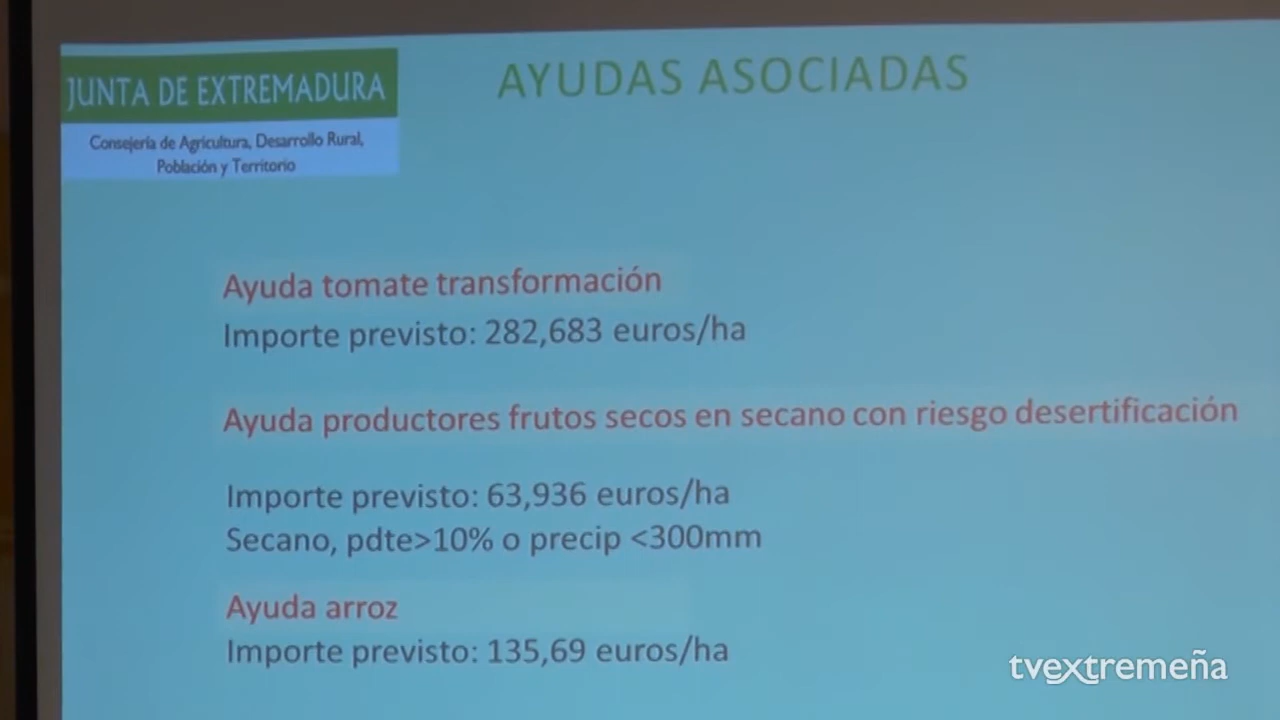 JUNTA DE EXTREMADURA
Consejería de Agricultura, Desarrollo Rural,
Población y Territorio
AYUDAS ASOCIADAS
Ayuda tomate transformación
Importe previsto: 282,683 euros/ha
Ayuda productores frutos secos en secano con riesgo desertificación
Importe previsto: 63,936 euros/ha
Secano, pdte>10% o precip <300mm
Ayuda arroz
Importe previsto: 135,69 euros/ha
tvextremeña